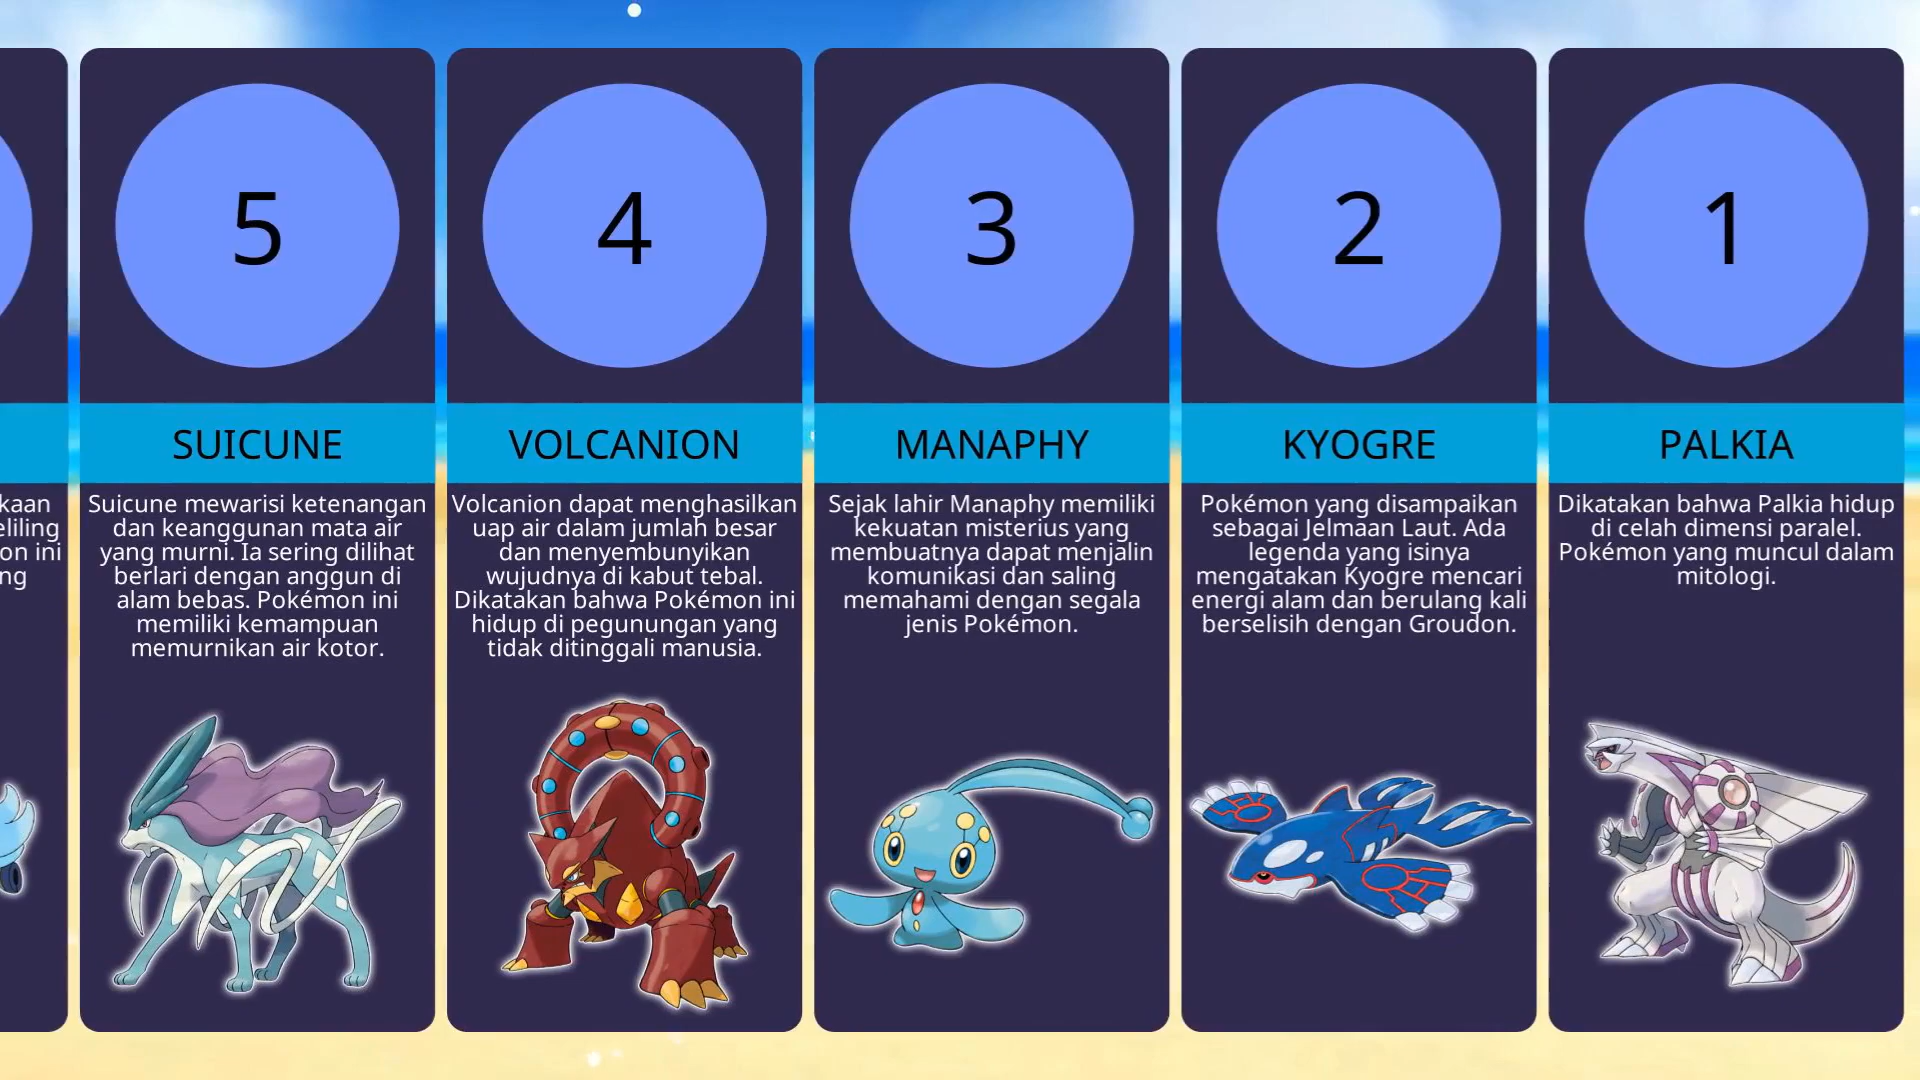 kaan
eliling
on ini
ng
5
SUICUNE
Suicune mewarisi ketenangan
dan keanggunan mata air
yang murni. Ia sering dilihat
berlari dengan anggun di
alam bebas. Pokémon ini
memiliki kemampuan
memurnikan air kotor.
4
VOLCANION
Volcanion dapat menghasilkan
uap air dalam jumlah besar
dan menyembunyikan
wujudnya di kabut tebal.
Dikatakan bahwa Pokémon ini
hidup di pegunungan yang
tidak ditinggali manusia.
3
MANAPHY
Sejak lahir Manaphy memiliki
kekuatan misterius yang
membuatnya dapat menjalin
komunikasi dan saling
memahami dengan segala
jenis Pokémon.
2
KYOGRE
Pokémon yang disampaikan
sebagai Jelmaan Laut. Ada
legenda yang isinya
mengatakan Kyogre mencari
energi alam dan berulang kali
berselisih dengan Groudon.
1
PALKIA
Dikatakan bahwa Palkia hidup
di celah dimensi paralel.
Pokémon yang muncul dalam
mitologi.